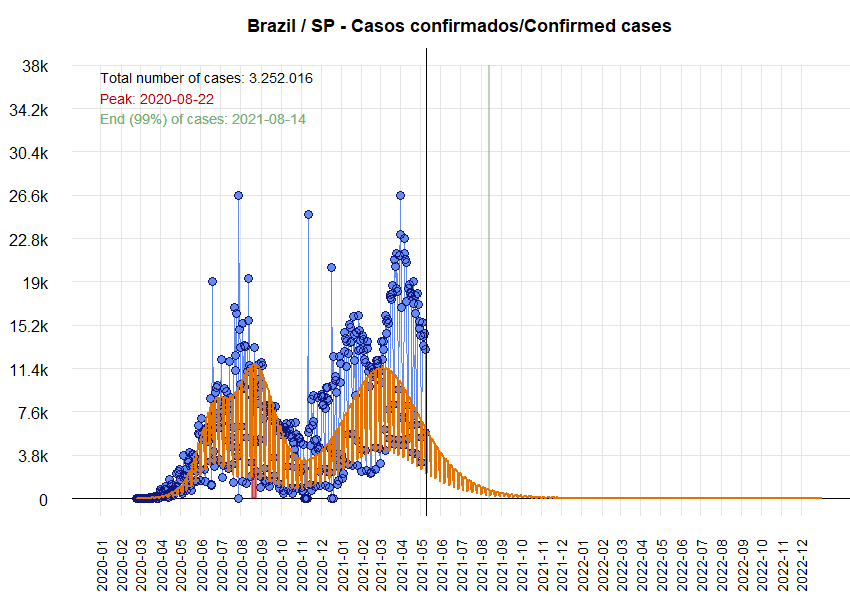 Brazil / SP - Casos confirmados/Confirmed cases
38k
Total number of cases: 3.252.016
Peak: 2020-08-22
34.2k
End (99%) of cases: 2021-08-14
30.4k
26.6k
22.8k
19k
15.2k
11.4k
7.6k
3.8k
0
2020-01
2020-02
2020-03
2020-04
2020-05
2020-06
2020-07
2020-08
2020-09
2020-10
2020-11
2020-12
2021-01
2021-02
2021-03
2021-04
2021-05
2021-06
2021-07
2021-08
2021-09
2021-10
2021-11
2021-12
2022-01
2022-02
2022-03
2022-04
2022-05
2022-06
2022-07
2022-08
2022-09
2022-10
2022-11
2022-12